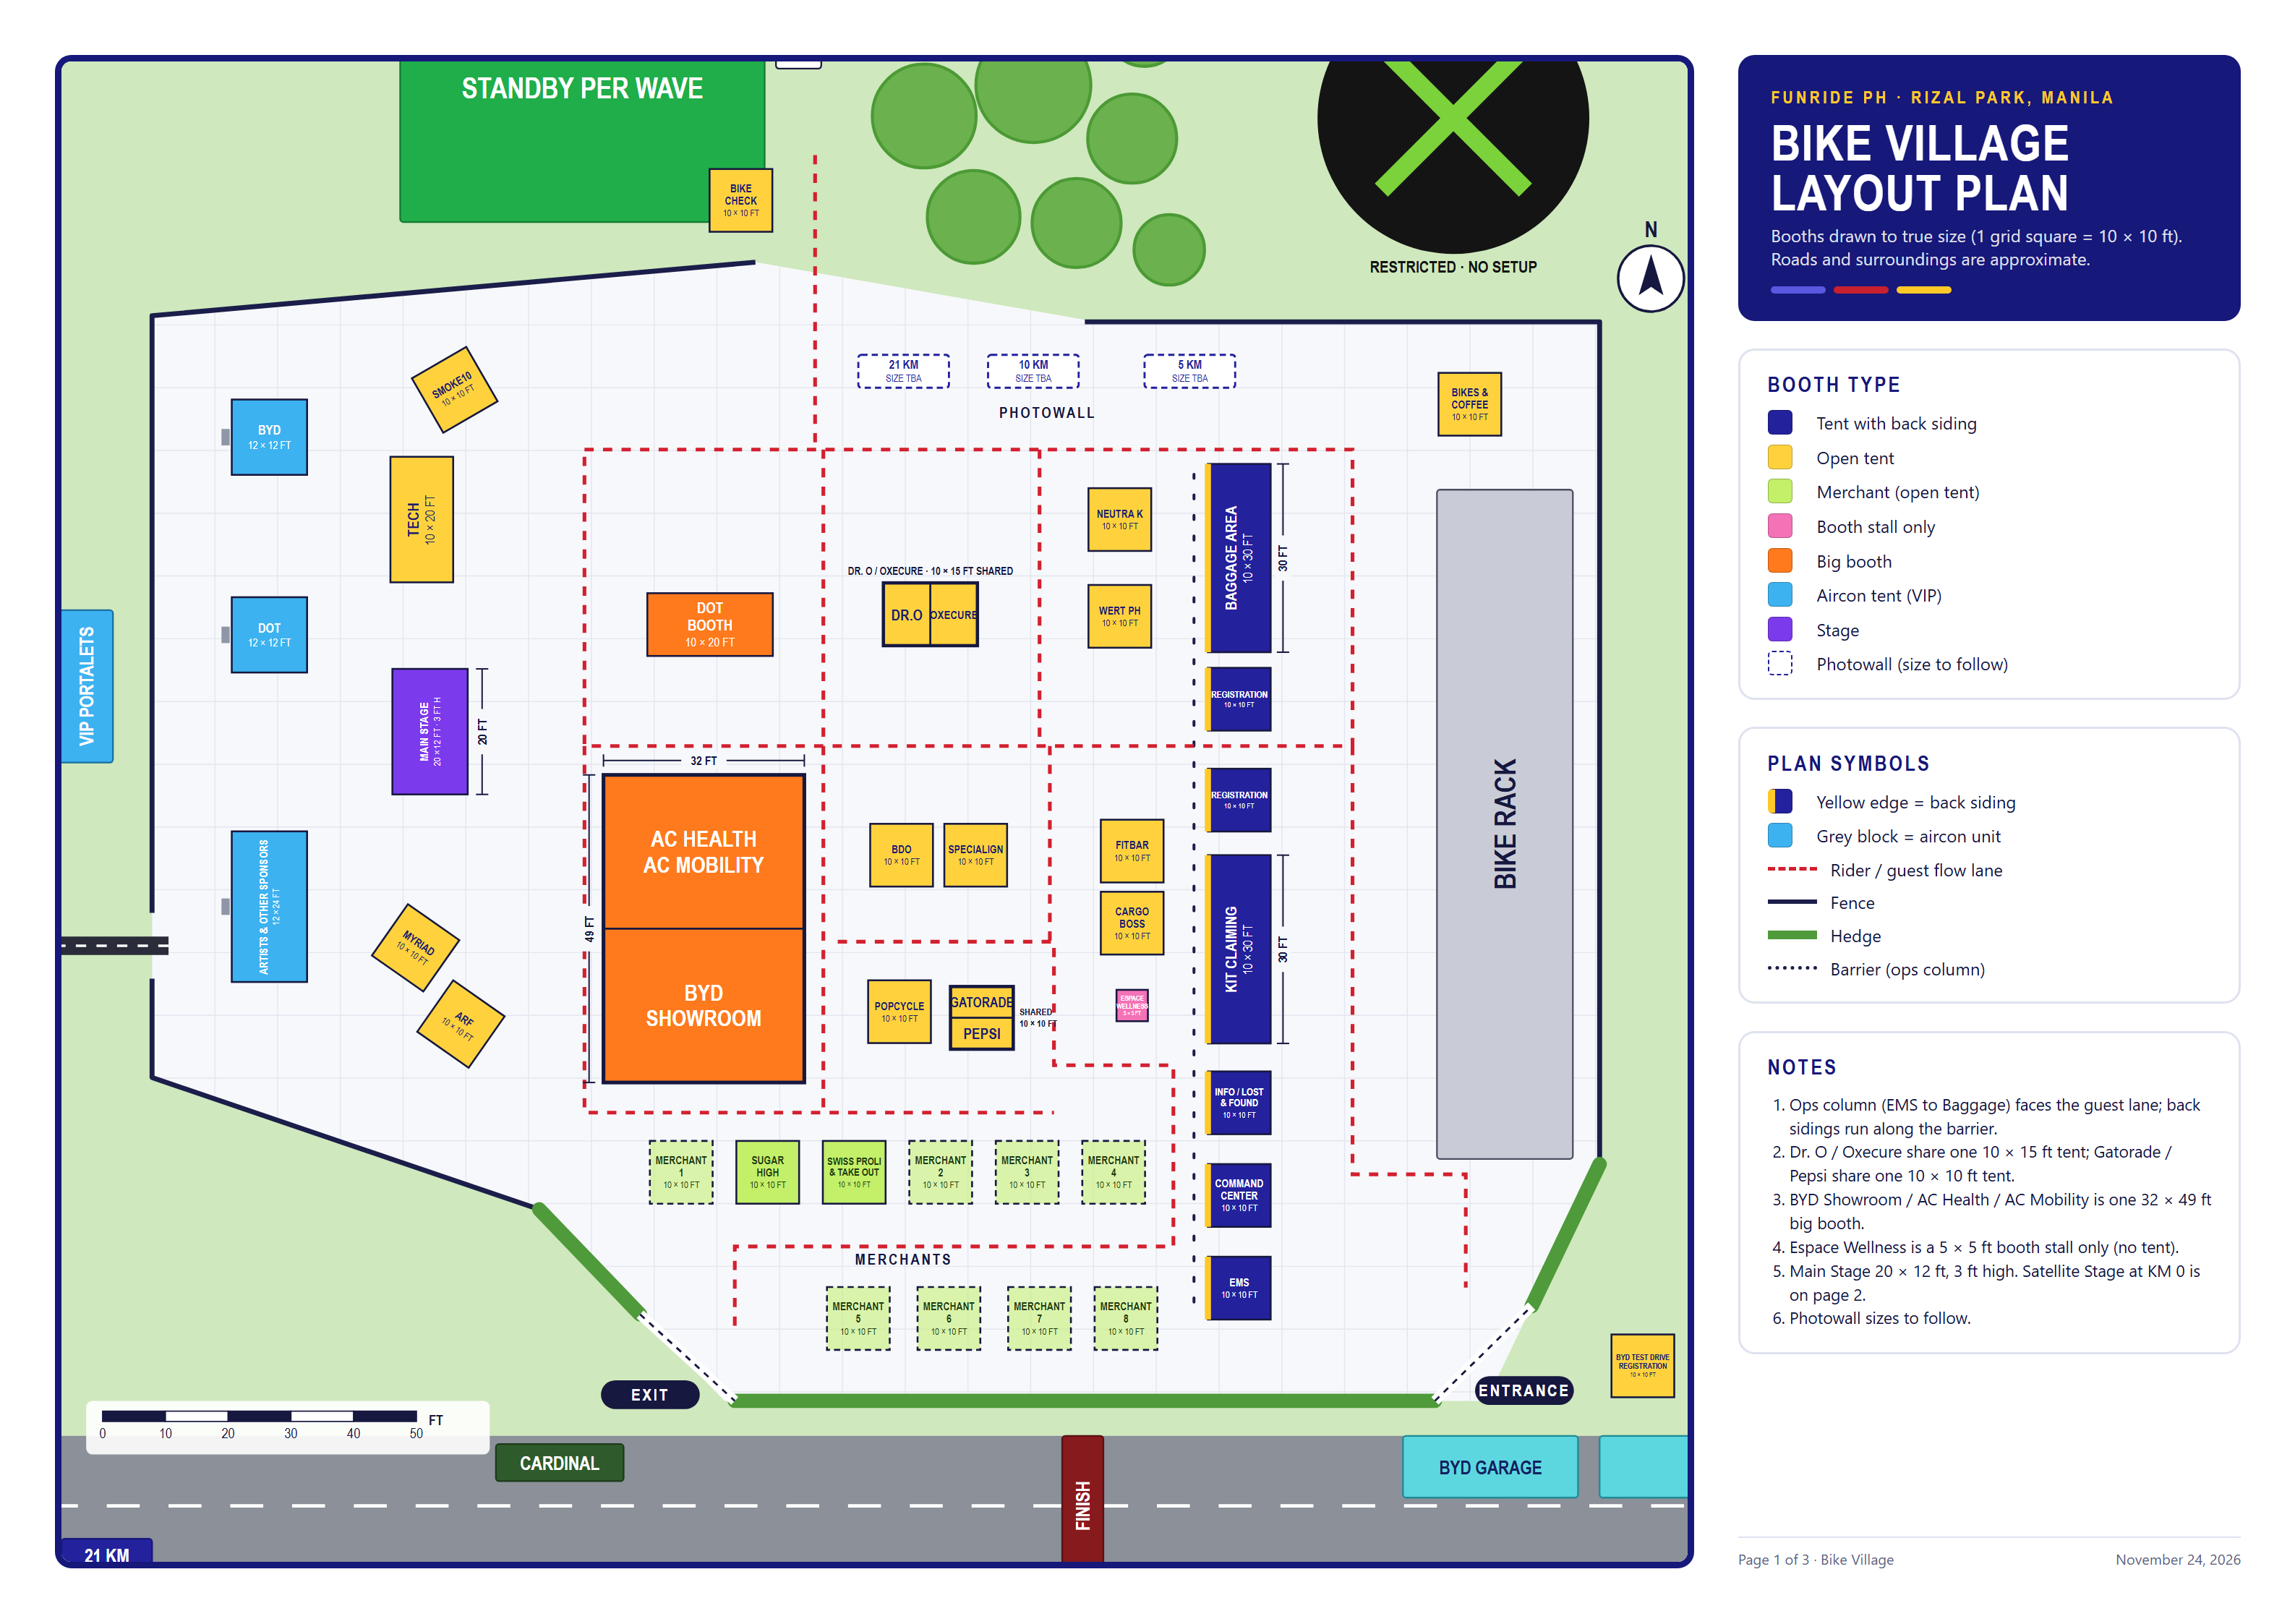 STANDBY PER WAVE
BIKE
CHECK
10 × 10 FT
RESTRICTED · NO SETUP
N
SMOKE10
10 × 10 FT
BYD
12 × 12 FT
TECH
10 × 20 FT
DOT
12 × 12 FT
VIP PORTALETS
MAIN STAGE
20 × 12 FT · 3 FT H
20 FT
ARTISTS & OTHER SPONSORS
12 × 24 FT
MYRIAD
10 × 10 FT
ARF
10 × 10 FT
21 KM
SIZE TBA
10 KM
SIZE TBA
5 KM
SIZE TBA
PHOTOWALL
BIKES &
COFFEE
10 × 10 FT
DOT
BOOTH
10 × 20 FT
DR. O / OXECURE · 10 × 15 FT SHARED
DR.O
OXECURE
NEUTRA K
10 × 10 FT
WERT PH
10 × 10 FT
BAGGAGE AREA
10 × 30 FT
30 FT
REGISTRATION
10 × 10 FT
32 FT
49 FT
AC HEALTH
AC MOBILITY
BYD
SHOWROOM
BDO
10 × 10 FT
SPECIALIGN
10 × 10 FT
FITBAR
10 × 10 FT
CARGO
BOSS
10 × 10 FT
REGISTRATION
10 × 10 FT
KIT CLAIMING
10 × 30 FT
30 FT
BIKE RACK
POPCYCLE
10 × 10 FT
GATORADE
PEPSI
SHARED
10 × 10 FT
ESPACE
WELLNESS
5 × 5 FT
INFO / LOST
& FOUND
10 × 10 FT
COMMAND
CENTER
10 × 10 FT
EMS
10 × 10 FT
MERCHANT
1
10 × 10 FT
SUGAR
HIGH
10 × 10 FT
SWISS PROLI
& TAKE OUT
10 × 10 FT
MERCHANT
2
10 × 10 FT
MERCHANT
3
10 × 10 FT
MERCHANT
4
10 × 10 FT
MERCHANTS
MERCHANT
5
10 × 10 FT
MERCHANT
6
10 × 10 FT
MERCHANT
7
10 × 10 FT
MERCHANT
8
10 × 10 FT
EXIT
ENTRANCE
BYD TEST DRIVE
REGISTRATION
10 × 10 FT
0 10 20 30 40 50 FT
CARDINAL
FINISH
BYD GARAGE
21 KM
FUNRIDE PH · RIZAL PARK, MANILA
BIKE VILLAGE
LAYOUT PLAN
Booths drawn to true size (1 grid square = 10 × 10 ft).
Roads and surroundings are approximate.
BOOTH TYPE
Tent with back siding
Open tent
Merchant (open tent)
Booth stall only
Big booth
Aircon tent (VIP)
Stage
Photowall (size to follow)
PLAN SYMBOLS
Yellow edge = back siding
Grey block = aircon unit
Rider / guest flow lane
Fence
Hedge
Barrier (ops column)
NOTES
1. Ops column (EMS to Baggage) faces the guest lane; back
sidings run along the barrier.
2. Dr. O / Oxecure share one 10 × 15 ft tent; Gatorade /
Pepsi share one 10 × 10 ft tent.
3. BYD Showroom / AC Health / AC Mobility is one 32 × 49 ft
big booth.
4. Espace Wellness is a 5 × 5 ft booth stall only (no tent).
5. Main Stage 20 × 12 ft, 3 ft high. Satellite Stage at KM 0 is
on page 2.
6. Photowall sizes to follow.
Page 1 of 3 · Bike Village
November 24, 2026